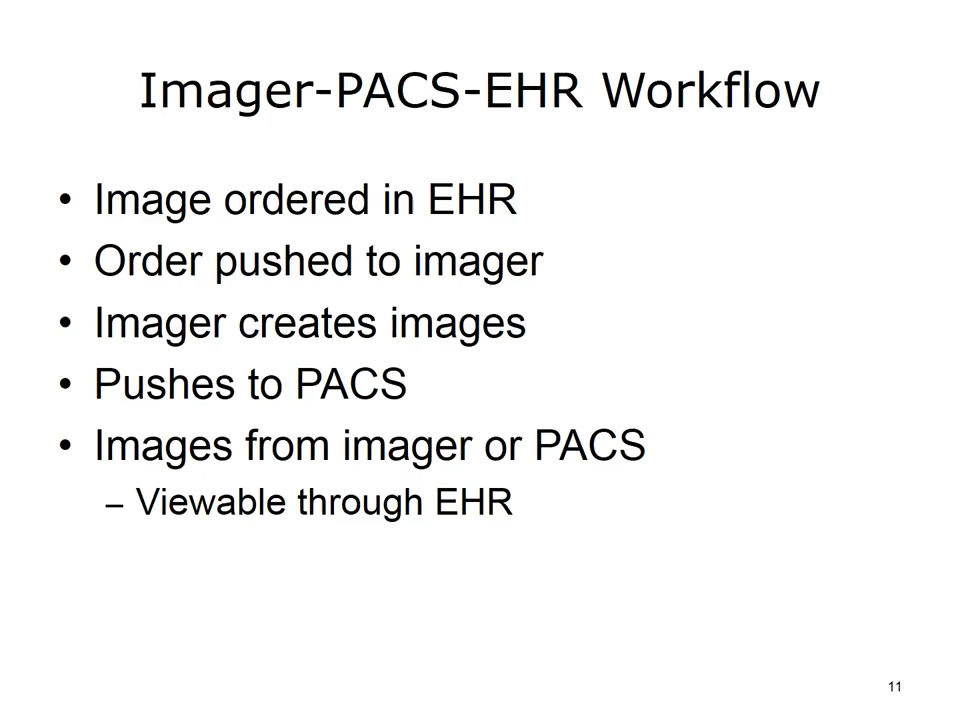 Imager-PACS-EHR Workflow
• Image ordered in EHR
• Order pushed to imager
• Imager creates images
• Pushes to PACS
• Images from imager or PACS
– Viewable through EHR
11